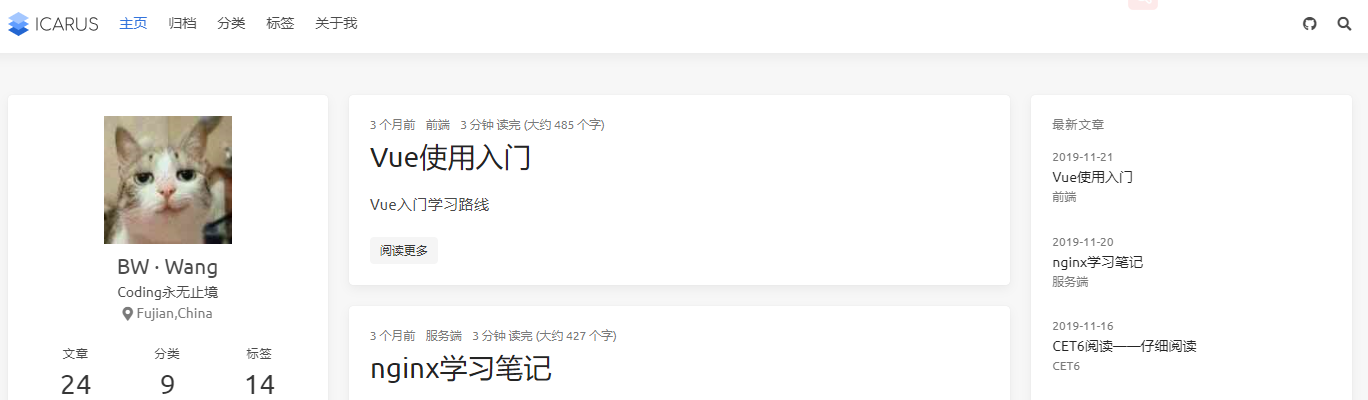 ICARUS 主页 归档 分类 标签 关于我
BW · Wang
Coding永无止境
Fujian,China
文章 分类 标签
24 9 14
3 个月前 前端 3 分钟 读完 (大约 485 个字)
Vue使用入门
Vue入门学习路线
阅读更多
3 个月前 服务端 3 分钟 读完 (大约 427 个字)
nginx学习笔记
最新文章
2019-11-21
Vue使用入门
前端
2019-11-20
nginx学习笔记
服务端
2019-11-16
CET6阅读——仔细阅读
CET6